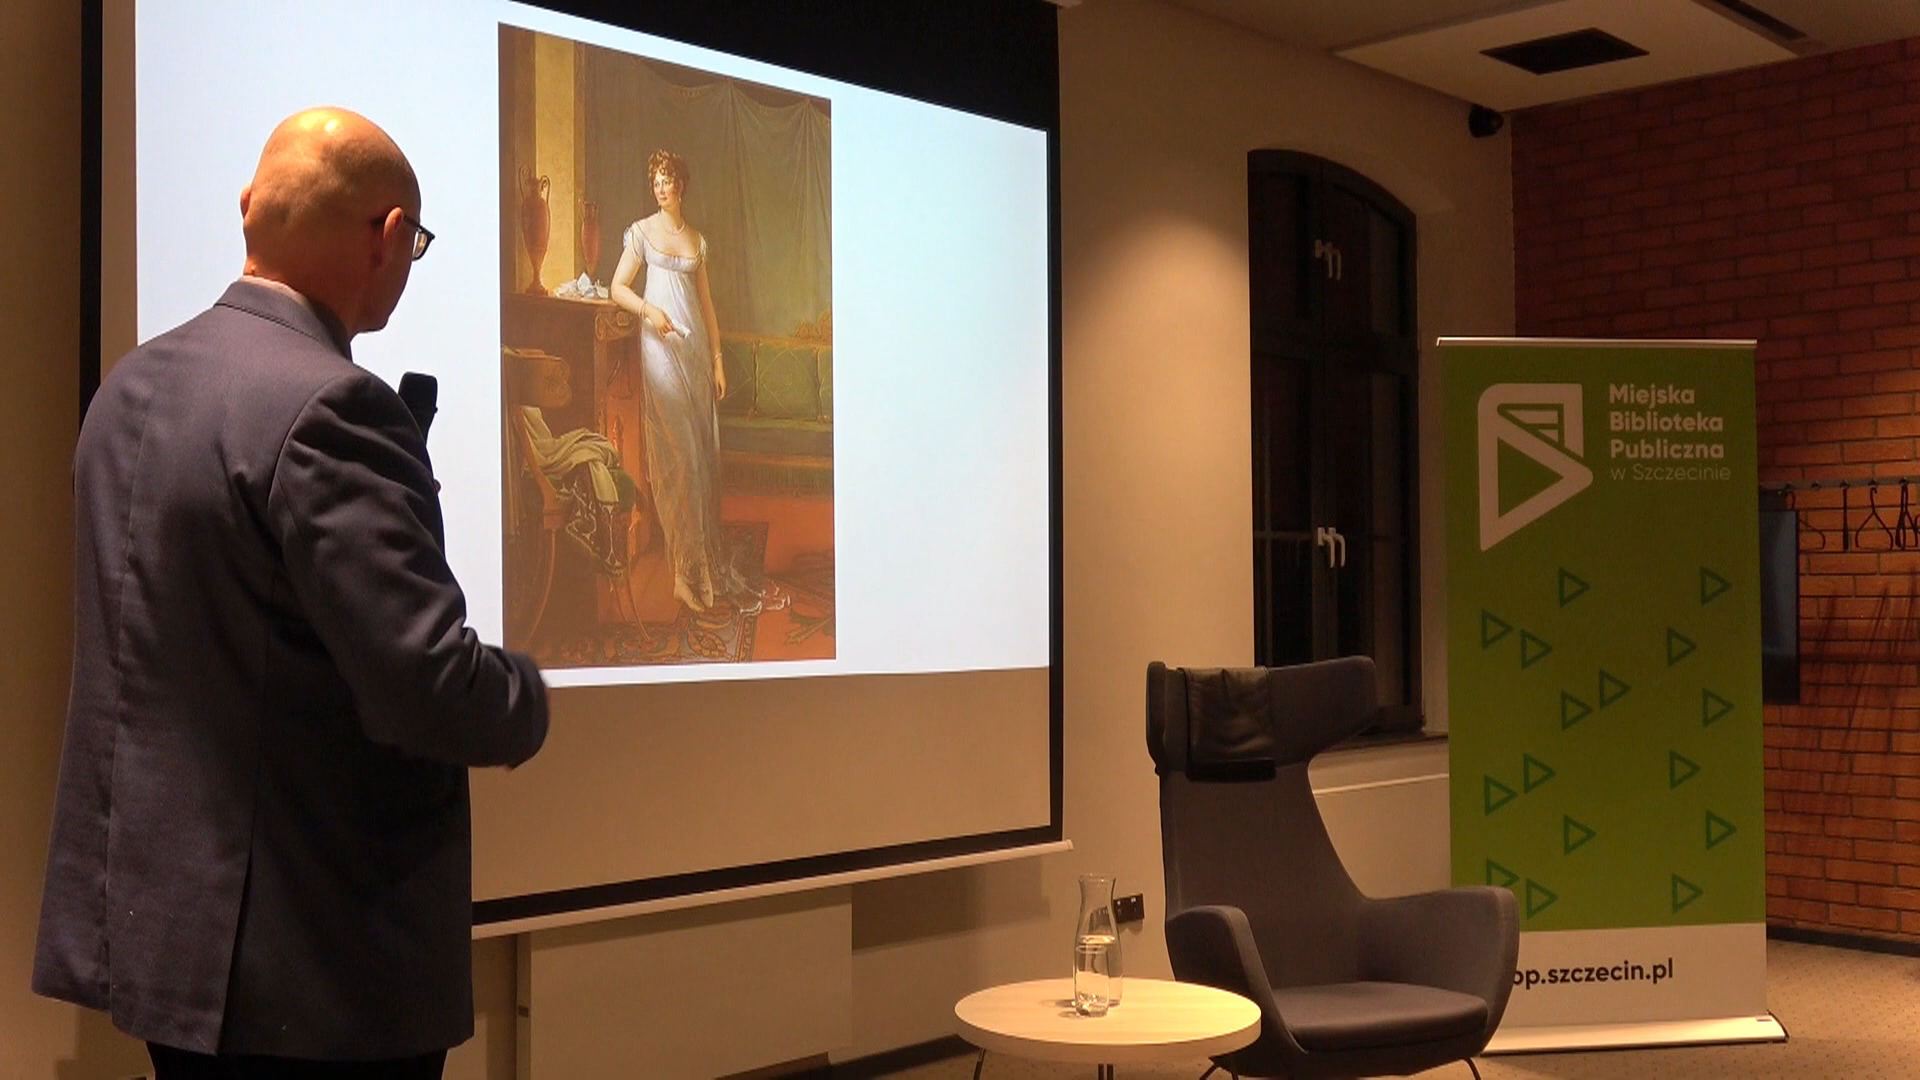 Miejska
Biblioteka
Publiczna
w Szczecinie
op.szczecin.pl